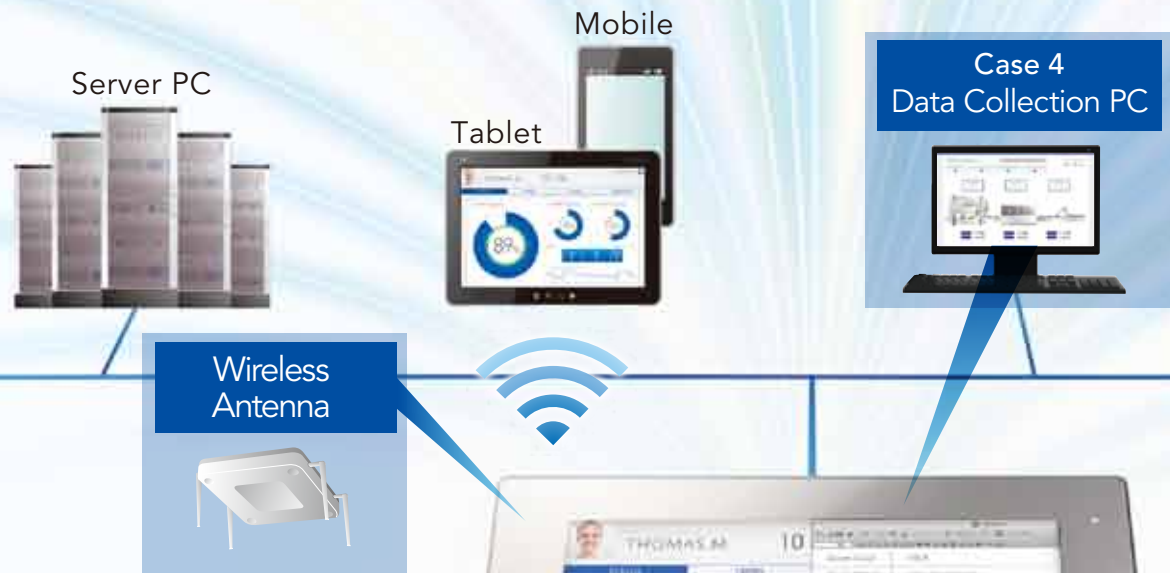 Mobile
Server PC
Tablet
Case 4
Data Collection PC
89%
Wireless
Antenna
THOMAS.M
10